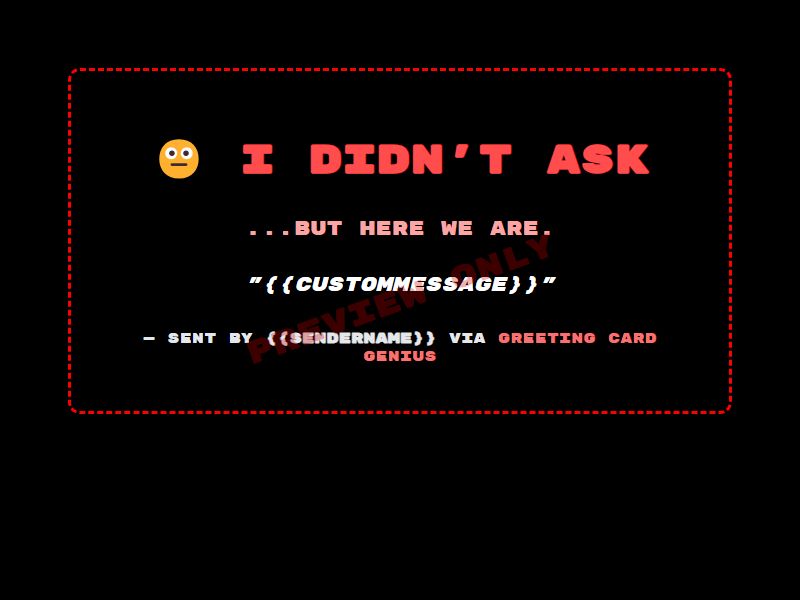 😳 I DIDN'T ASK
...BUT HERE WE ARE.
"{{CUSTOMMESSAGE}}"
PREVIEW ONLY
— SENT BY {{SENDERNAME}} VIA GREETING CARD
GENIUS